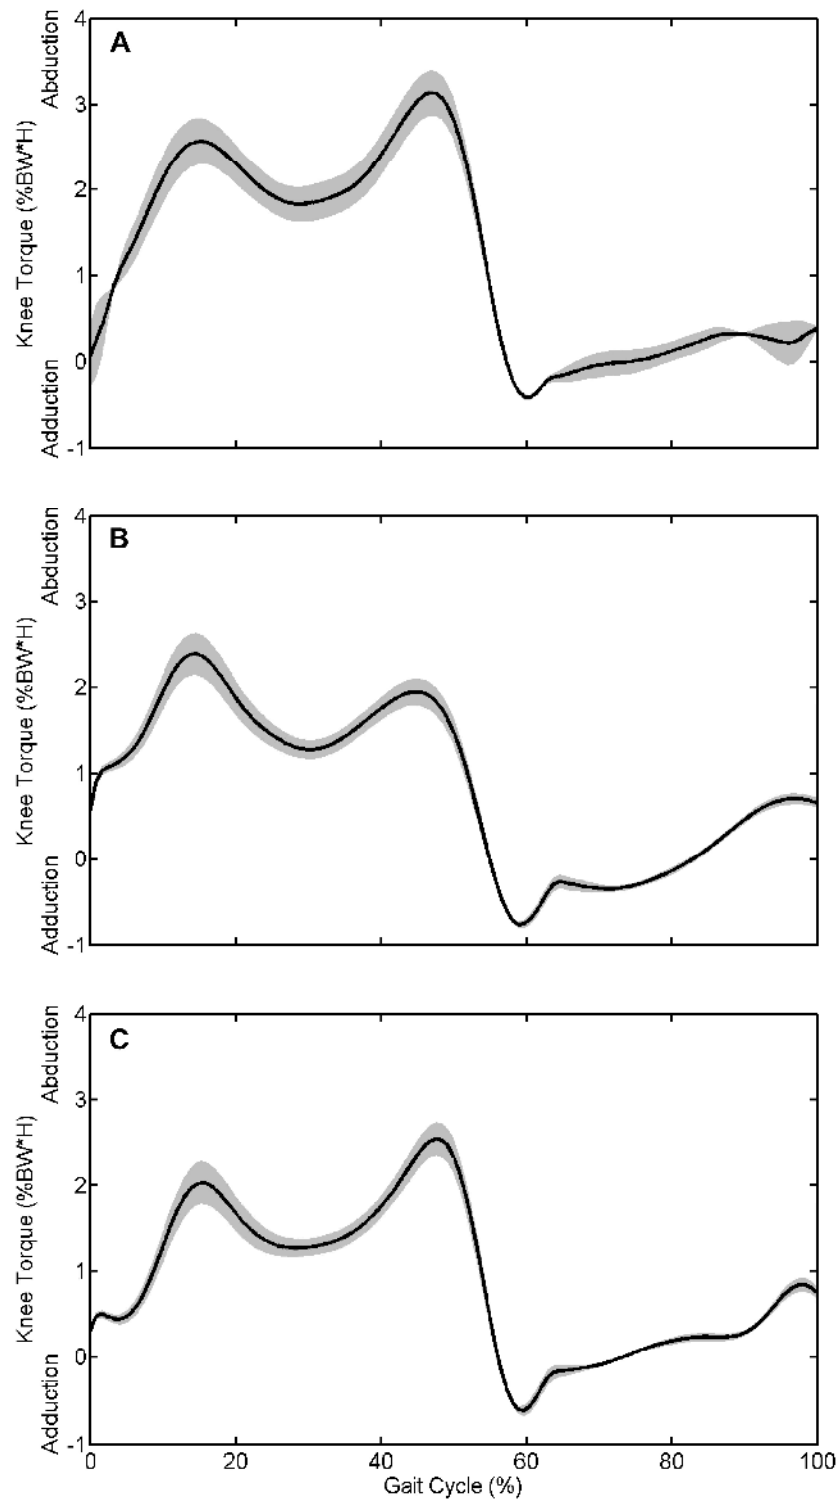 A
Abduction
Knee Torque (%BW*H)
Adduction
4
3
2
1
0
-1
B
Abduction
Knee Torque (%BW*H)
Adduction
4
3
2
1
0
-1
C
Abduction
Knee Torque (%BW*H)
Adduction
4
3
2
1
0
-1
0 20 40 60 80 100
Gait Cycle (%)